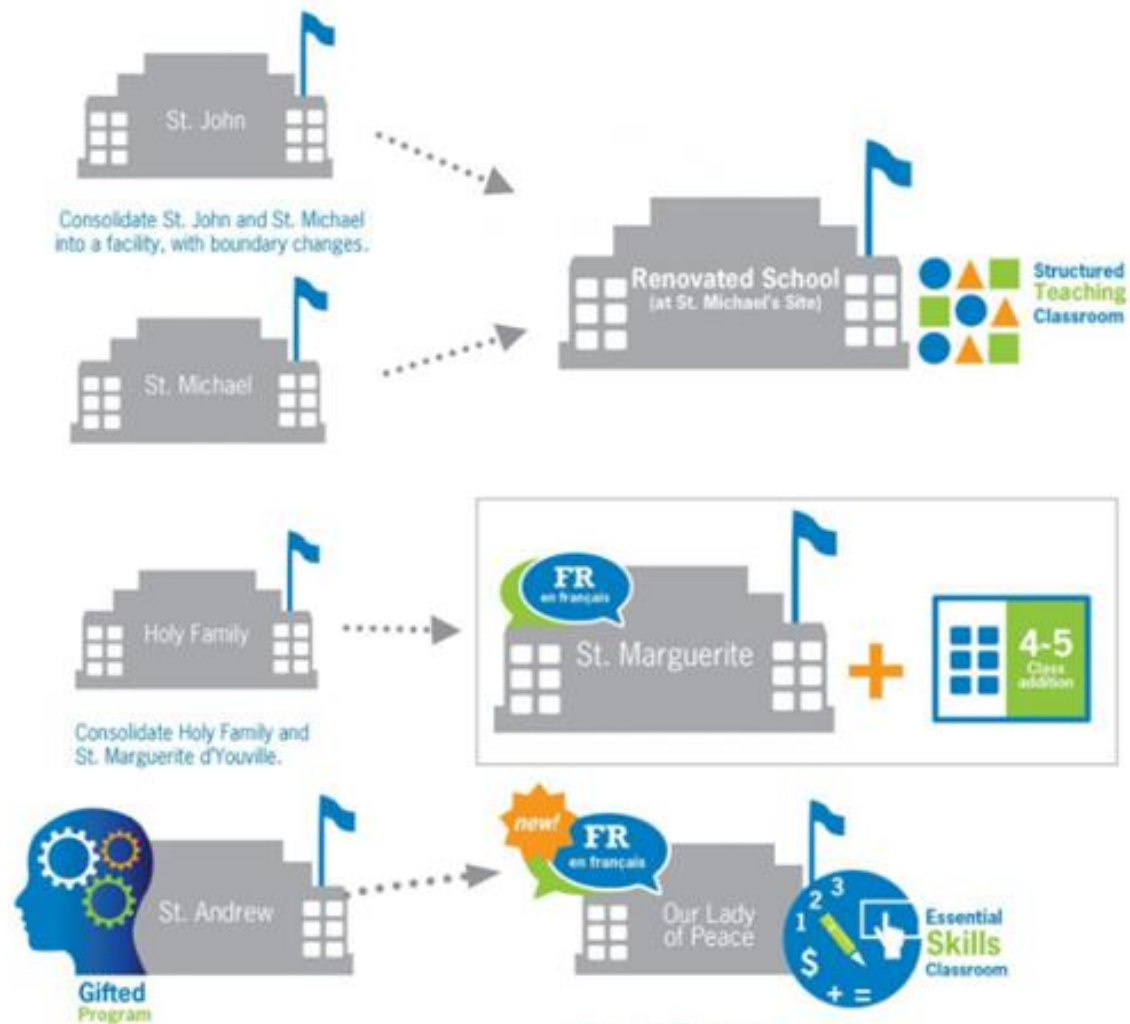 St. John
Consolidate St. John and St. Michael
into a facility, with boundary changes.
Renovated School
(at St. Michael's Site)
Structured
Teaching
Classroom
St. Michael
Holy Family
Consolidate Holy Family and
St. Marguerite d'Youville.
FR
en français
St. Marguerite
+
4-5
Class
addition
St. Andrew
Gifted
Program
new!
FR
en français
Our Lady
of Peace
1 2 3
$
+ =
Essential
Skills
Classroom